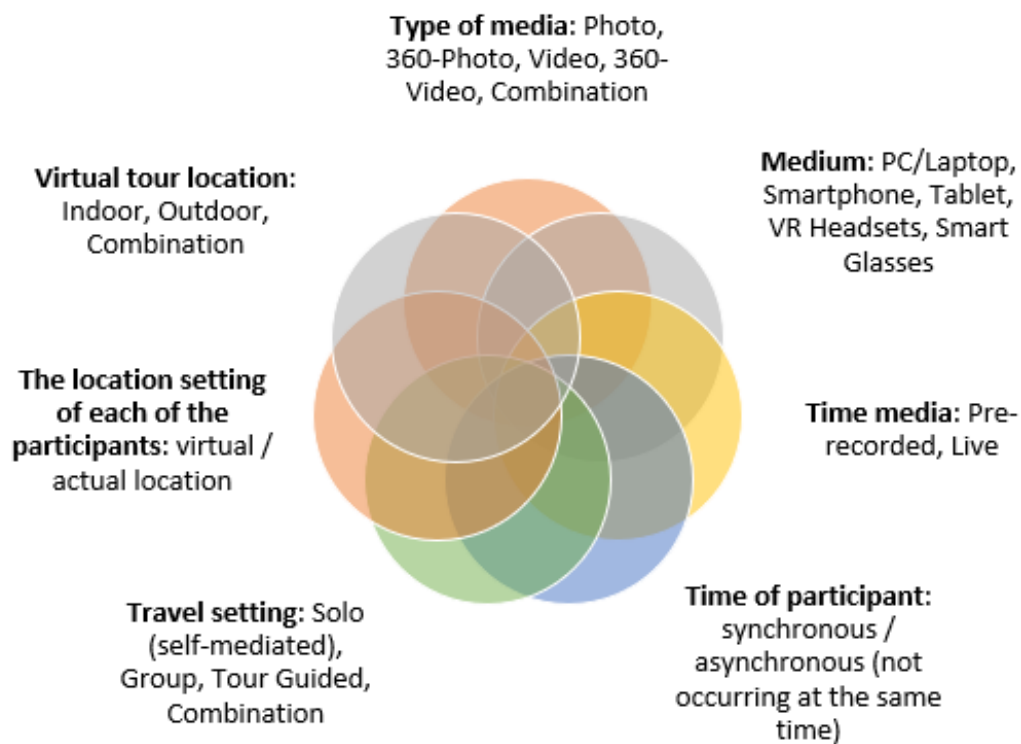 Type of media: Photo,
360-Photo, Video, 360-
Video, Combination
Medium: PC/Laptop,
Smartphone, Tablet,
VR Headsets, Smart
Glasses
Time media: Pre-
recorded, Live
Time of participant:
synchronous /
asynchronous (not
occurring at the same
time)
Travel setting: Solo
(self-mediated),
Group, Tour Guided,
Combination
The location setting
of each of the
participants: virtual /
actual location
Virtual tour location:
Indoor, Outdoor,
Combination